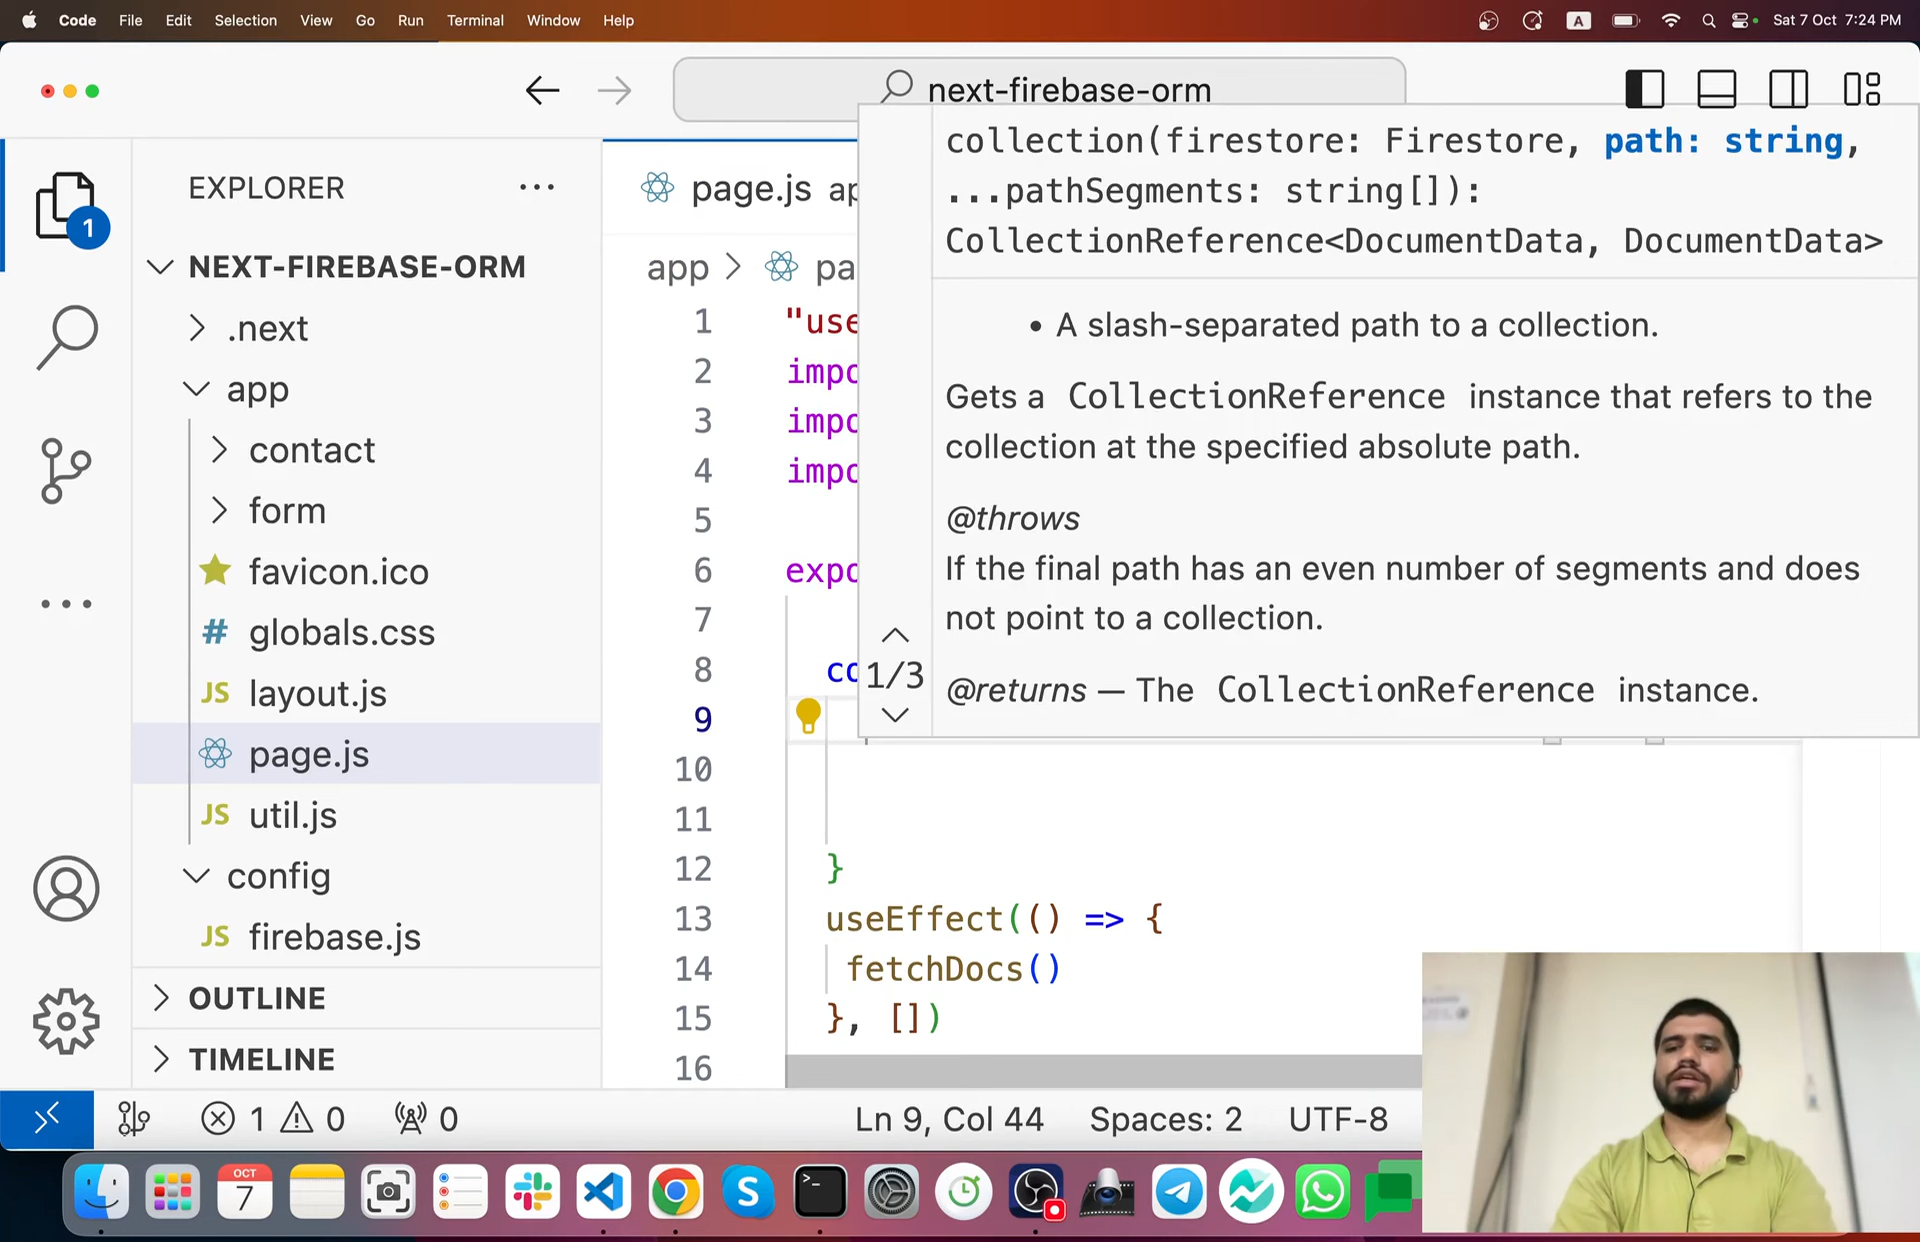 Code File Edit Selection View Go Run Terminal Window Help A Sat 7 Oct 7:24 PM
next-firebase-orm
1
EXPLORER
NEXT-FIREBASE-ORM
.next
app
contact
form
favicon.ico
# globals.css
JS layout.js
page.js
JS util.js
config
JS firebase.js
OUTLINE
TIMELINE
page.js ap
app > pa
1 "use
2 impo
3 impo
4 impo
5
6 expo
7
8 co
9
10
11
12 }
13 useEffect(() => {
14 fetchDocs()
15 }, [])
16
collection(firestore: Firestore, path: string,
...pathSegments: string[]):
CollectionReference<DocumentData, DocumentData>
• A slash-separated path to a collection.
Gets a CollectionReference instance that refers to the
collection at the specified absolute path.
@throws
If the final path has an even number of segments and does
not point to a collection.
1/3
@returns — The CollectionReference instance.
1 0 0 Ln 9, Col 44 Spaces: 2 UTF-8
OCT
7
S